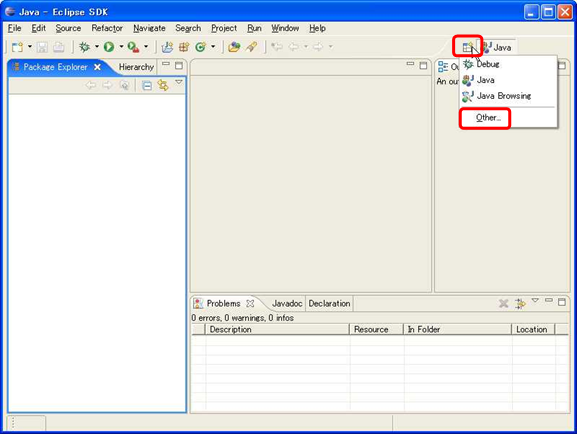 Java - Eclipse SDK
File Edit Source Refactor Navigate Search Project Run Window Help
Java
Package Explorer Hierarchy
Ou
An out
Debug
Java
Java Browsing
Other...
Problems Javadoc Declaration
0 errors, 0 warnings, 0 infos
Description Resource In Folder Location